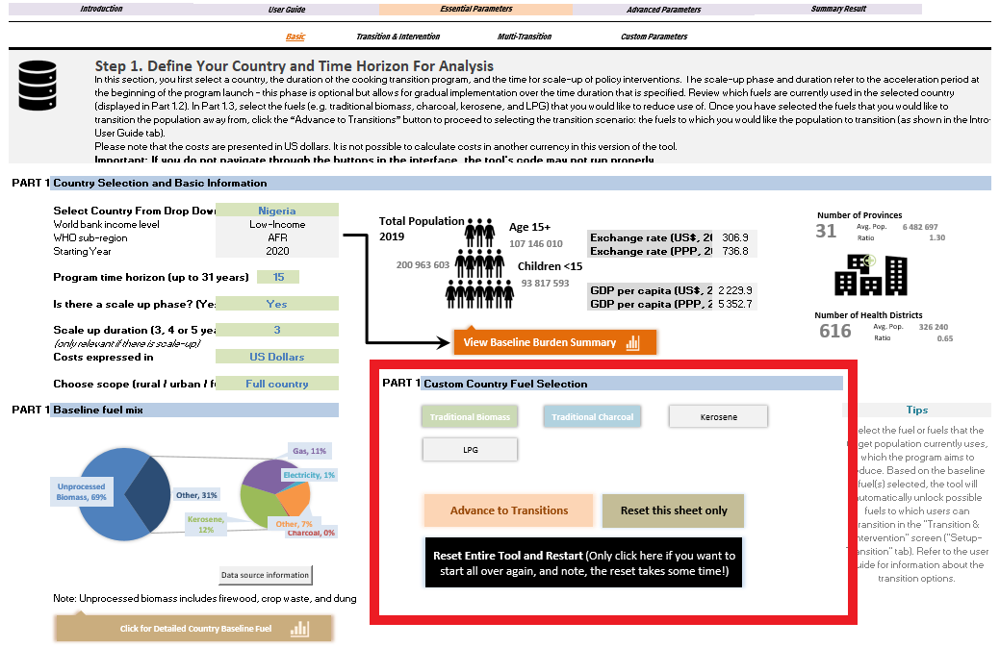 Introduction
User Guide
Essential Parameters
Advanced Parameters
Summary Result
Basic
Transition & Intervention
Multi-Transition
Custom Parameters
Step 1. Define Your Country and Time Horizon For Analysis
In this section, you first select a country, the duration of the cooking transition program, and the time for scale-up of policy interventions. The scale-up phase and duration refer to the acceleration period at
the beginning of the program launch - this phase is optional but allows for gradual implementation over the time duration that is specified. Review which fuels are currently used in the selected country
(displayed in Part 1.2). In Part 1.3, select the fuels (e.g. traditional biomass, charcoal, kerosene, and LPG) that you would like to reduce use of. Once you have selected the fuels that you would like to
transition the population away from, click the "Advance to Transitions" button to proceed to selecting the transition scenario: the fuels to which you would like the population to transition (as shown in the Intro-
User Guide tab).
Please note that the costs are presented in US dollars. It is not possible to calculate costs in another currency in this version of the tool.
Important: If you do not navigate through the buttons in the interface, the tool's code may not run properly.
PART 1 Country Selection and Basic Information
Select Country From Drop Dow
Nigeria
World bank income level
Low-Income
WHO sub-region
AFR
Starting Year
2020
Program time horizon (up to 31 years)
15
Is there a scale up phase? (Ye
Yes
Scale up duration (3, 4 or 5 yea
3
(only relevant if there is scale-up)
Costs expressed in
US Dollars
Choose scope (rural / urban / f
Full country
Total Population
2019
200 963 603
Age 15+
107 146 010
Children <15
93 817 593
Exchange rate (US$, 20
306.9
Exchange rate (PPP, 20
736.8
GDP per capita (US$, 2
2 229.9
GDP per capita (PPP, 2
5 352.7
View Baseline Burden Summary
Number of Provinces
31
Avg. Pop.
6 482 697
Ratio
1.30
Number of Health Districts
616
Avg. Pop.
326 240
Ratio
0.65
PART 1 Baseline fuel mix
Unprocessed
Biomass, 69%
Other, 31%
Gas, 11%
Electricity, 1%
Kerosene,
12%
Other, 7%
Charcoal, 0%
Data source information
Note: Unprocessed biomass includes firewood, crop waste, and dung
Click for Detailed Country Baseline Fuel
PART 1 Custom Country Fuel Selection
Traditional Biomass
Traditional Charcoal
Kerosene
LPG
Advance to Transitions
Reset this sheet only
Reset Entire Tool and Restart (Only click here if you want to
start all over again, and note, the reset takes some time!)
Tips
elect the fuel or fuels that the
get population currently uses,
which the program aims to
educe. Based on the baseline
fuel(s) selected, the tool will
utomatically unlock possible
fuels to which users can
ransition in the "Transition &
ntervention" screen ("Setup-
ansition" tab). Refer to the user
uide for information about the
transition options.